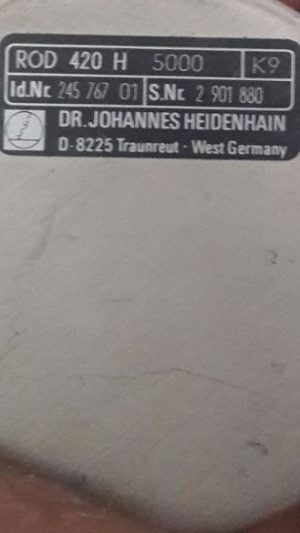 ROD 420 H 5000 K9
Id.Nr. 245 767 01 S.Nr. 2 901 880
DR. JOHANNES HEIDENHAIN
D-8225 Traunreut - West Germany